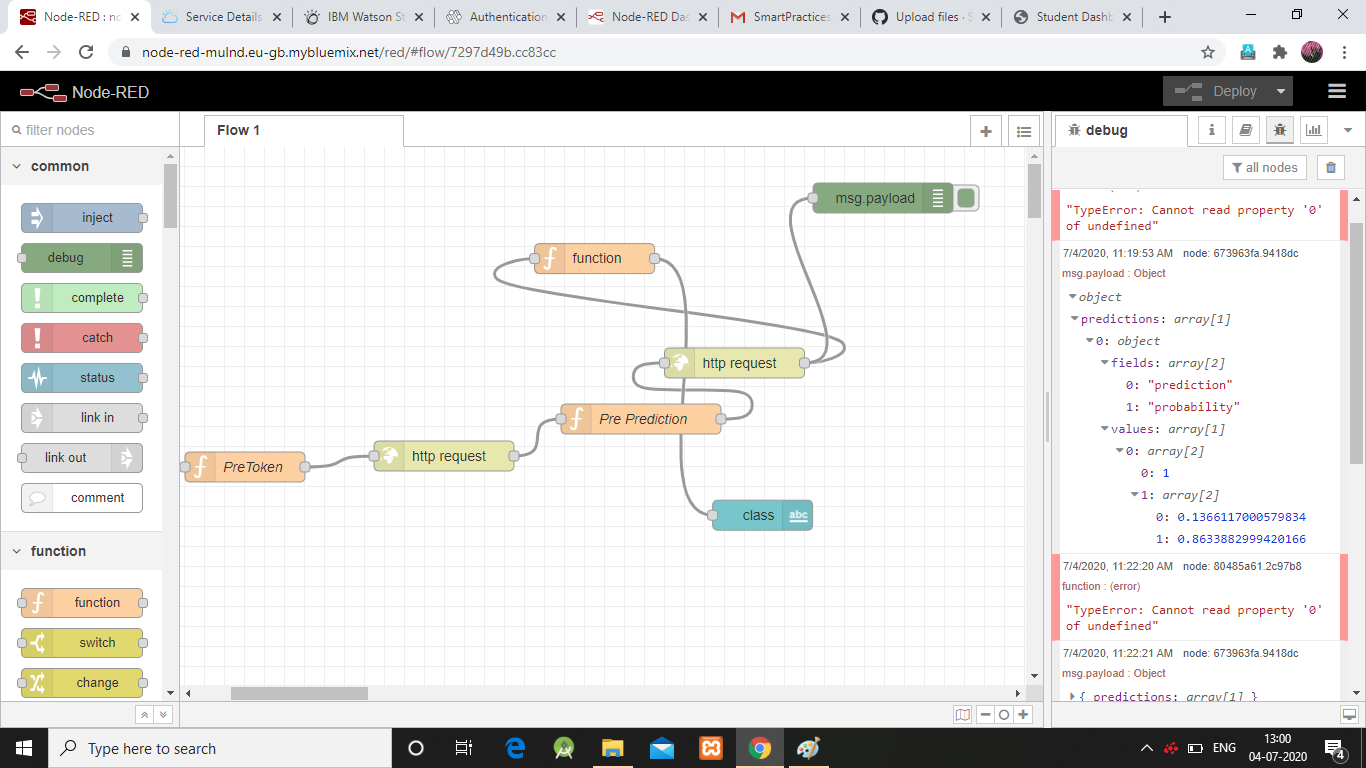 Node-RED : no
Service Details
IBM Watson St
Authentication
Node-RED Das
SmartPractices
Upload files · S
Student Dashb
node-red-mulnd.eu-gb.mybluemix.net/red/#flow/7297d49b.cc83cc
Node-RED
Deploy
filter nodes
Flow 1
debug
i
all nodes
common
inject
debug
complete
catch
status
link in
link out
comment
function
function
switch
change
msg.payload
function
http request
Pre Prediction
http request
PreToken
class
abc
"TypeError: Cannot read property '0'
of undefined"
7/4/2020, 11:19:53 AM node: 673963fa.9418dc
msg.payload : Object
object
predictions: array[1]
0: object
fields: array[2]
0: "prediction"
1: "probability"
values: array[1]
0: array[2]
0: 1
1: array[2]
0: 0.1366117000579834
1: 0.8633882999420166
7/4/2020, 11:22:20 AM node: 80485a61.2c97b8
function : (error)
"TypeError: Cannot read property '0'
of undefined"
7/4/2020, 11:22:21 AM node: 673963fa.9418dc
msg.payload : Object
{ predictions: array[1] }
Type here to search
ENG
13:00
04-07-2020
4